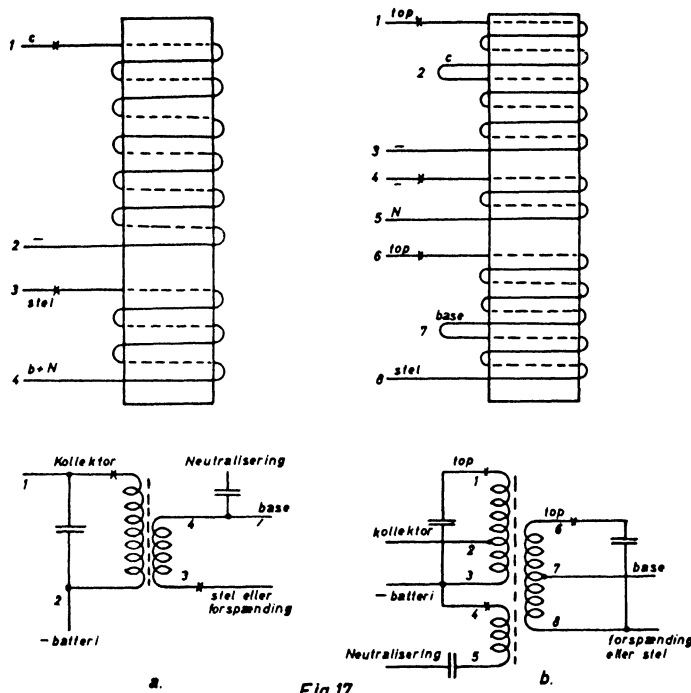 1 c
2 –
3
stel
4 b+N
1 top
c
2
3 –
4
–
5 N
6 top
base
7
8 stel
Kollektor
1
Neutralisering
4
base
3
stel eller
forspænding
2
– batteri
a.
top
1
kollektor
2
3
– batteri
4
Neutralisering
5
top
6
7
base
8
forspænding
eller stel
b.
Fig 17